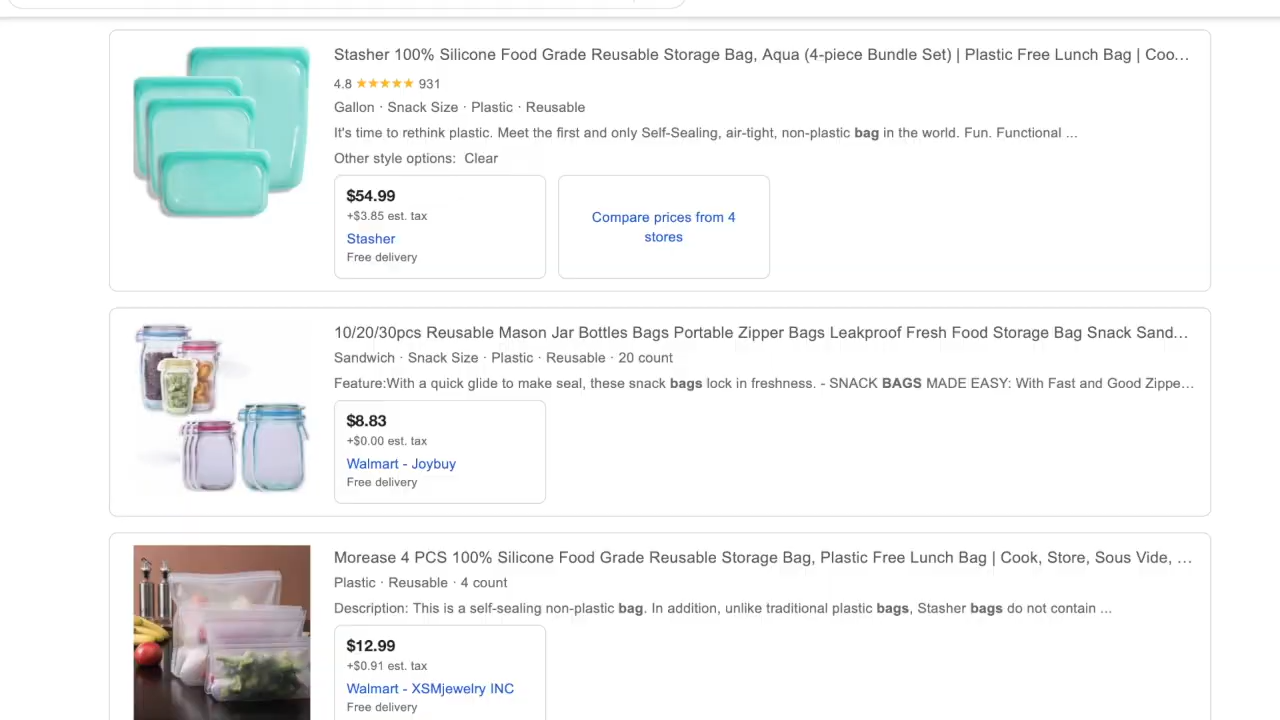 Stasher 100% Silicone Food Grade Reusable Storage Bag, Aqua (4-piece Bundle Set) | Plastic Free Lunch Bag | Coo...
4.8 ★★★★★ 931
Gallon · Snack Size · Plastic · Reusable
It's time to rethink plastic. Meet the first and only Self-Sealing, air-tight, non-plastic bag in the world. Fun. Functional ...
Other style options: Clear
$54.99
+$3.85 est. tax
Stasher
Free delivery
Compare prices from 4
stores
10/20/30pcs Reusable Mason Jar Bottles Bags Portable Zipper Bags Leakproof Fresh Food Storage Bag Snack Sand...
Sandwich · Snack Size · Plastic · Reusable · 20 count
Feature:With a quick glide to make seal, these snack bags lock in freshness. - SNACK BAGS MADE EASY: With Fast and Good Zippe...
$8.83
+$0.00 est. tax
Walmart - Joybuy
Free delivery
Morease 4 PCS 100% Silicone Food Grade Reusable Storage Bag, Plastic Free Lunch Bag | Cook, Store, Sous Vide, ...
Plastic · Reusable · 4 count
Description: This is a self-sealing non-plastic bag. In addition, unlike traditional plastic bags, Stasher bags do not contain ...
$12.99
+$0.91 est. tax
Walmart - XSMjewelry INC
Free delivery